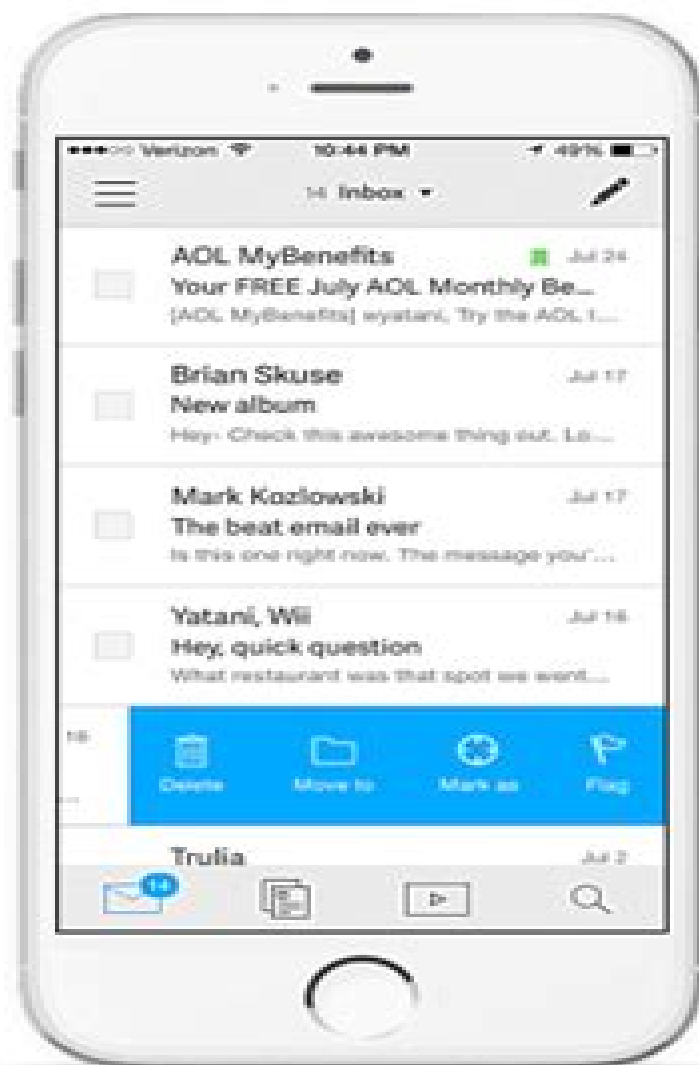 Verizon 10:44 PM 49%
14 Inbox
AOL MyBenefits Jul 24
Your FREE July AOL Monthly Be...
[AOL MyBenefits] wyatani, Try the AOL t...
Brian Skuse Jul 17
New album
Hey- Check this awesome thing out. Lo...
Mark Kozlowski Jul 17
The beat email ever
Is this one right now. The message you'...
Yatani, Wii Jul 16
Hey, quick question
What restaurant was that spot we went...
16
...
Delete Move to Mark as Flag
Trulia Jul 2
14